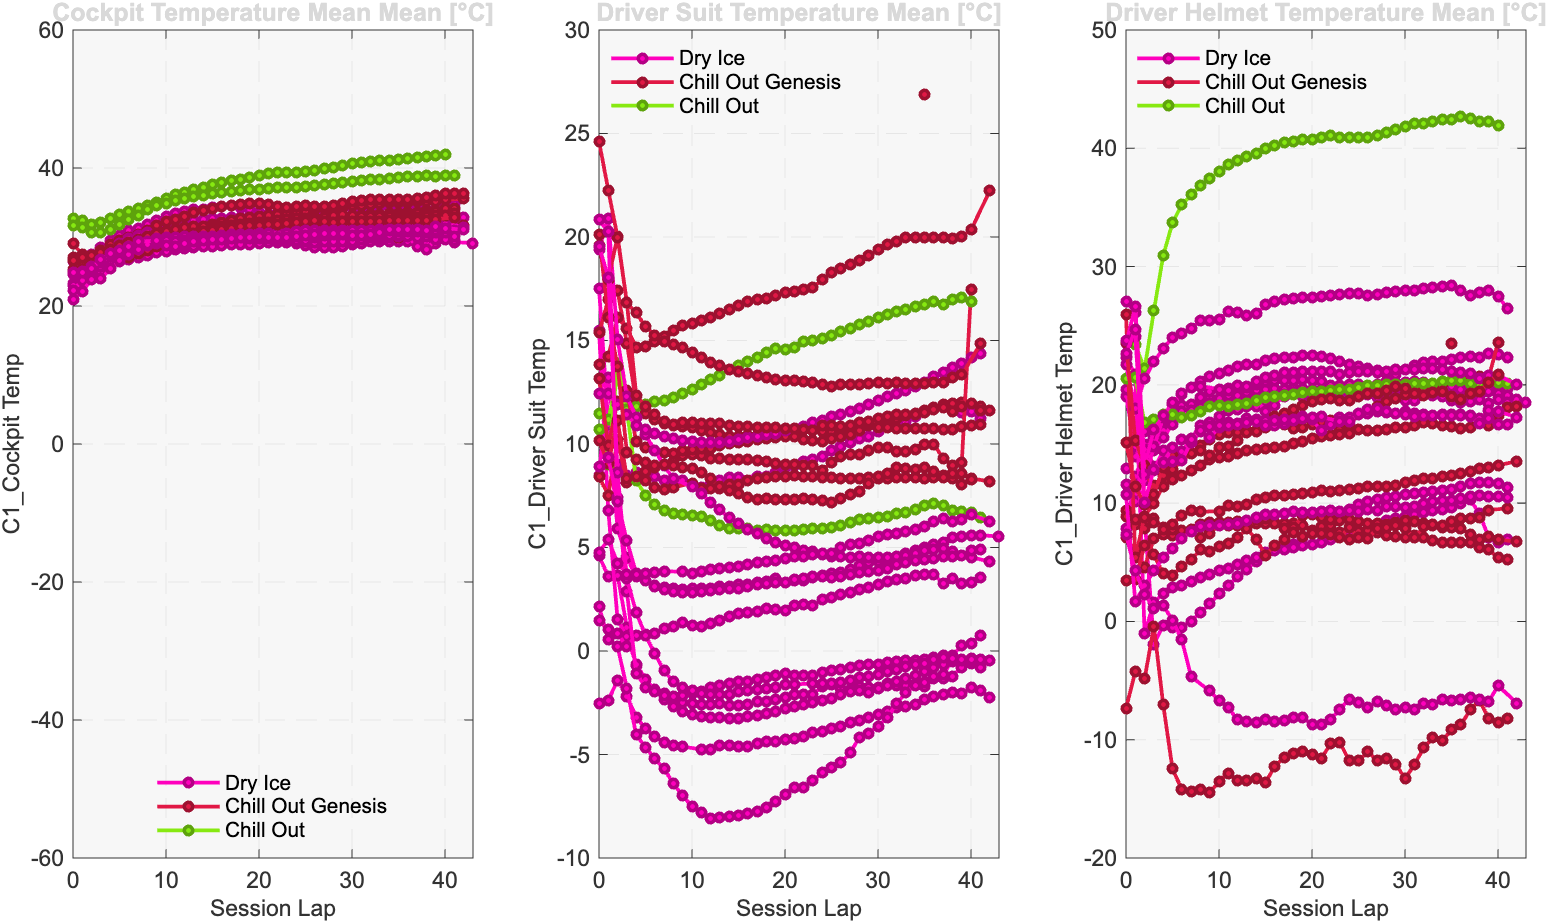 Cockpit Temperature Mean Mean [°C]
60
40
20
0
-20
-40
-60
0
10
20
30
40
C1_Cockpit Temp
Session Lap
Dry Ice
Chill Out Genesis
Chill Out
Driver Suit Temperature Mean [°C]
30
25
20
15
10
5
0
-5
-10
0
10
20
30
40
C1_Driver Suit Temp
Session Lap
Dry Ice
Chill Out Genesis
Chill Out
Driver Helmet Temperature Mean [°C]
50
40
30
20
10
0
-10
-20
0
10
20
30
40
C1_Driver Helmet Temp
Session Lap
Dry Ice
Chill Out Genesis
Chill Out